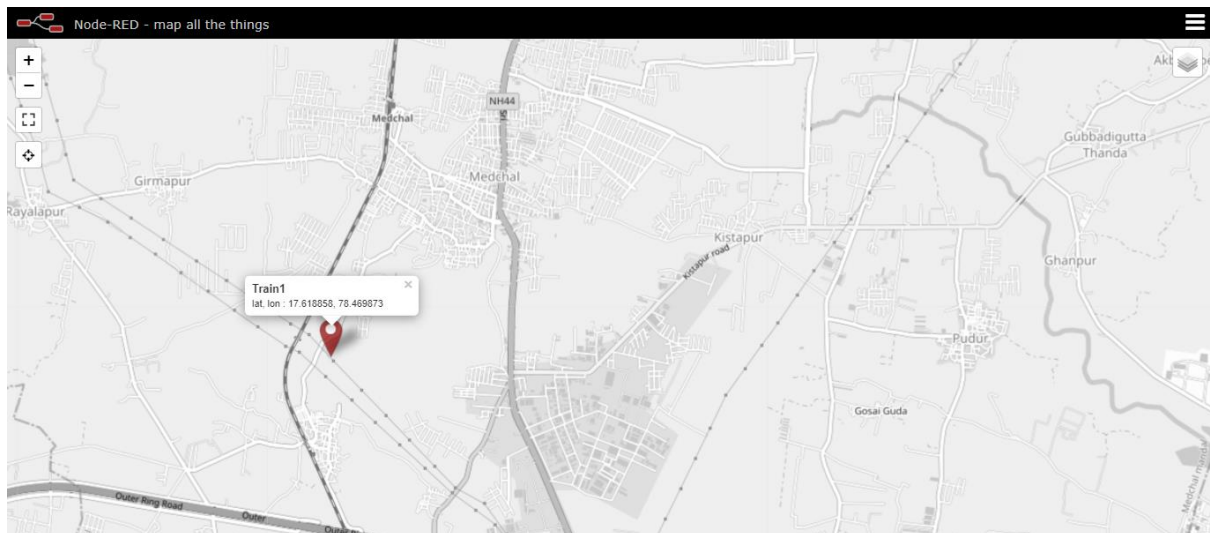 Node-RED - map all the things
+
−
NH44
Medchal
Gubbadigutta
Thanda
Girmapur
Medchal
Rayalapur
Kistapur
Kistapur road
Ghanpur
Train1
×
lat. lon : 17.618858, 78.469873
Pudur
Gosai Guda
Outer Ring Road
Outer